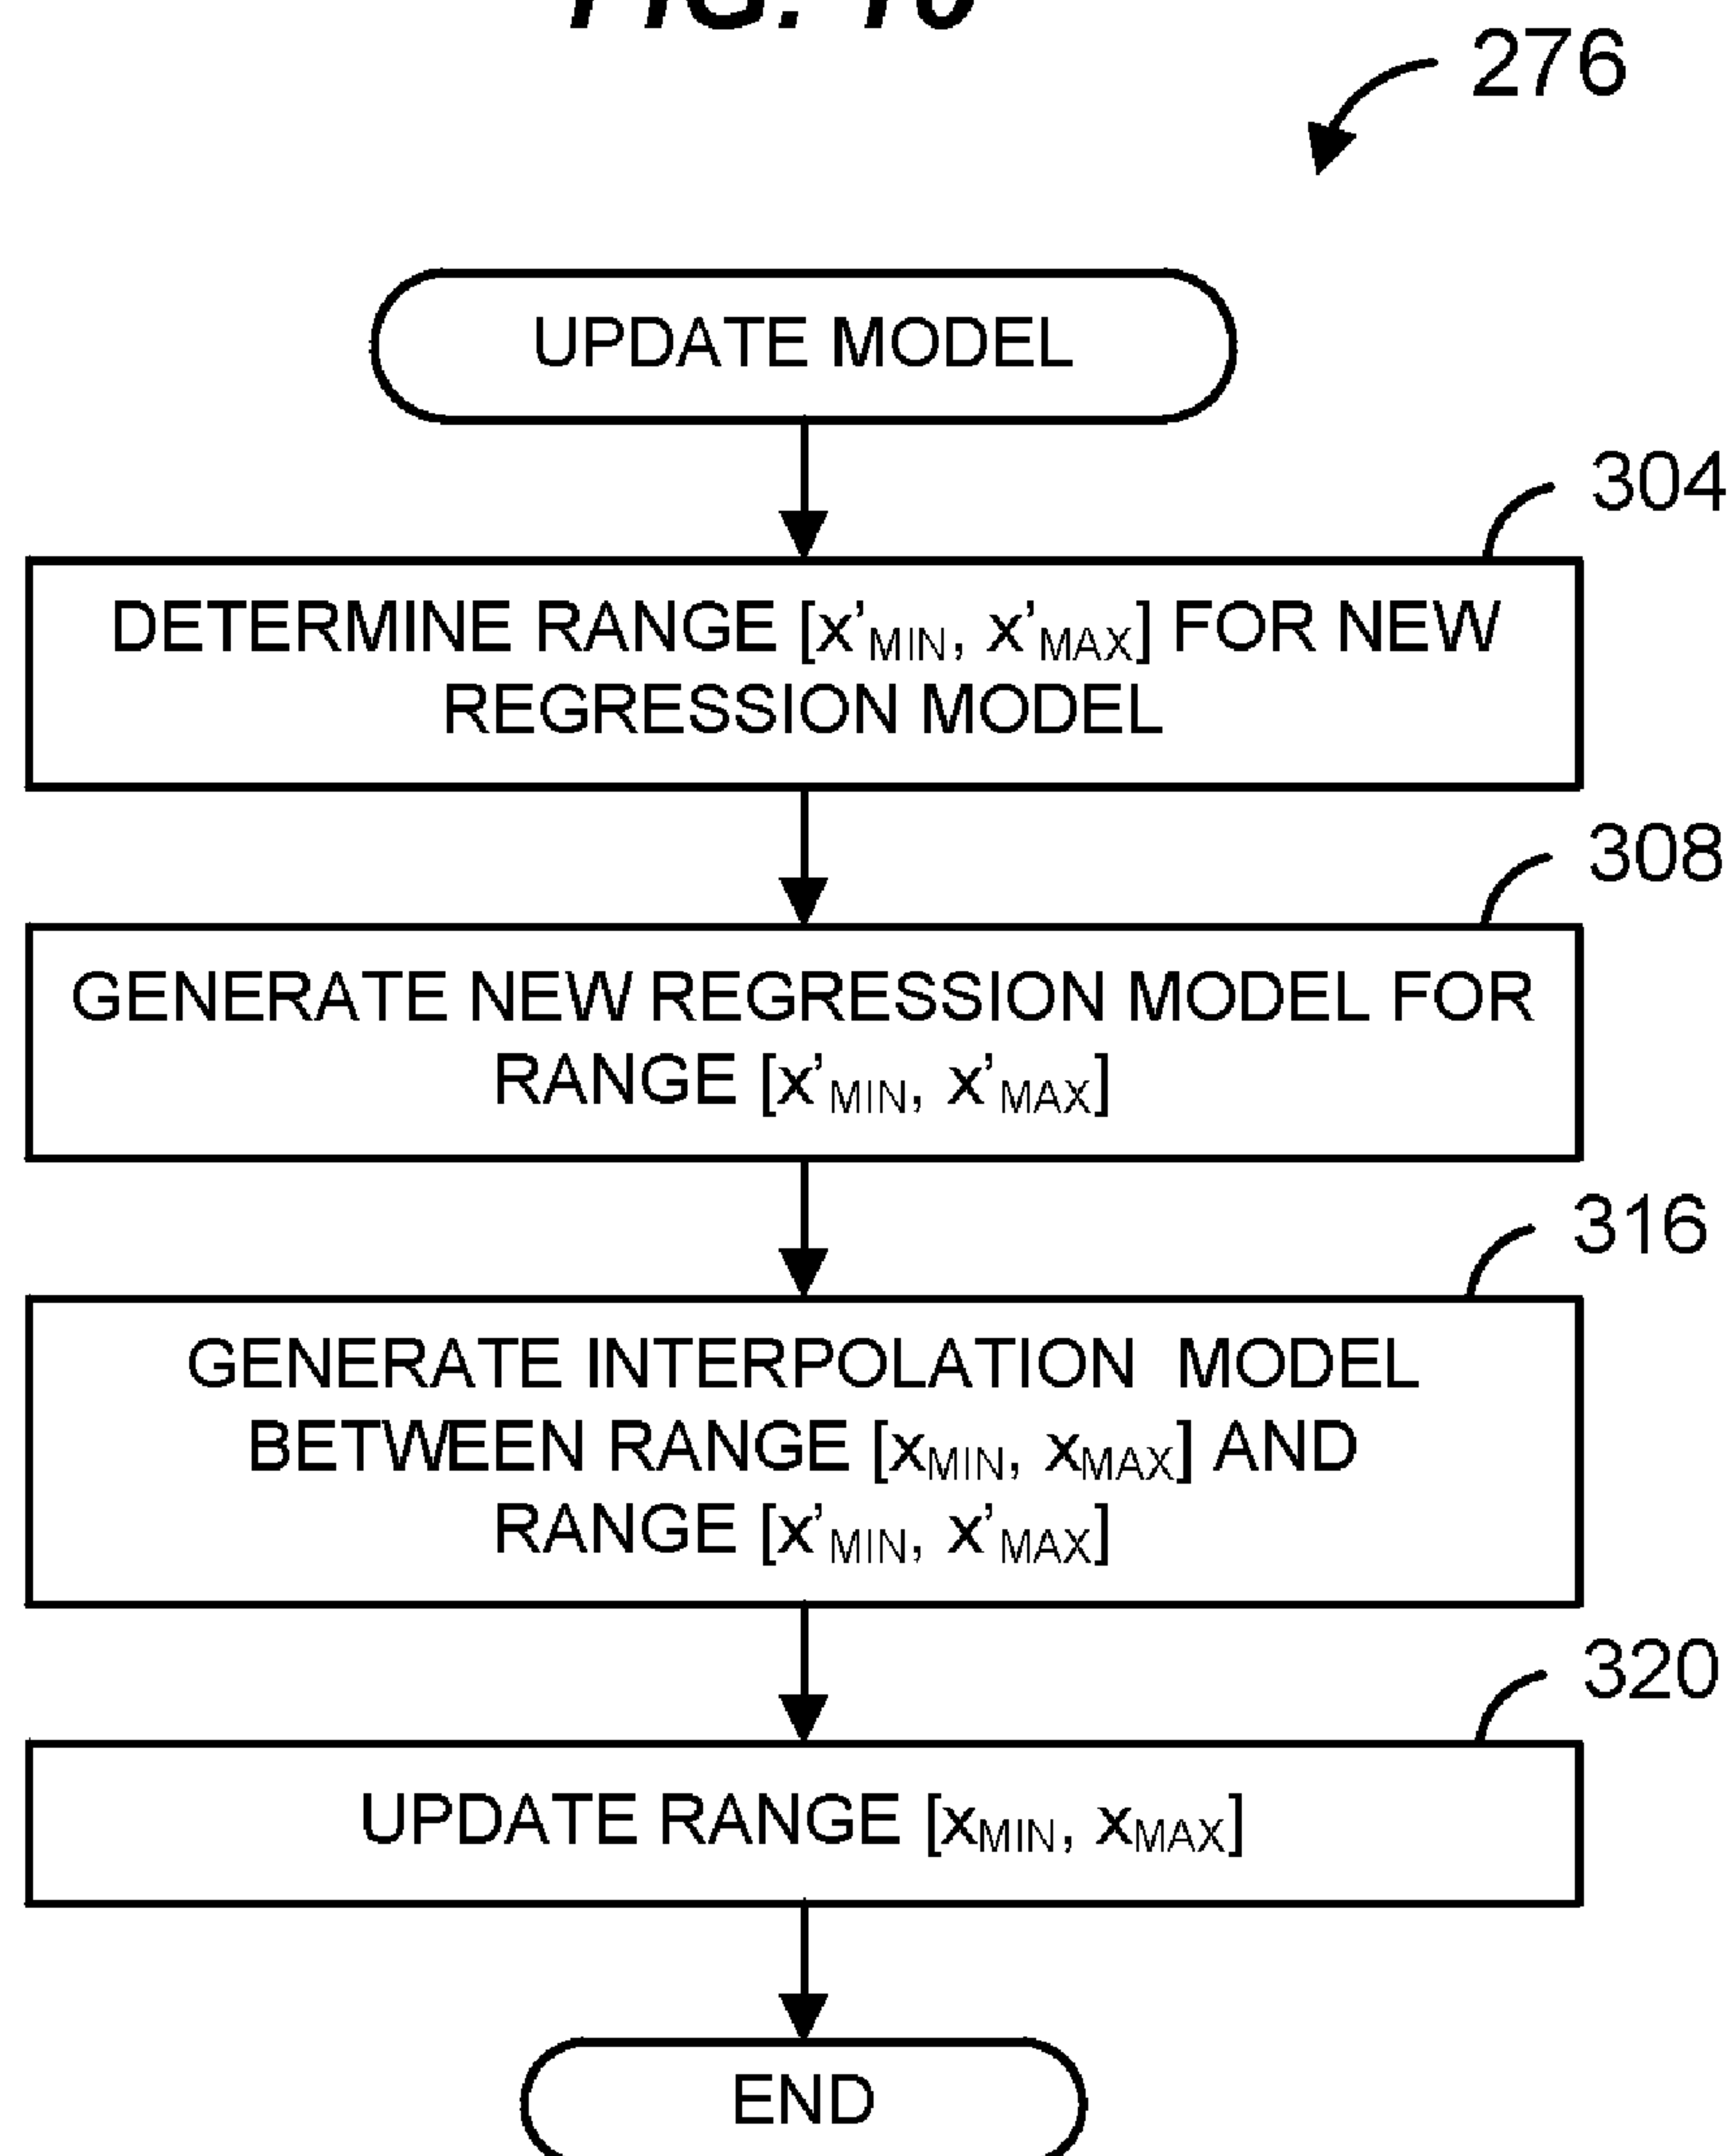 FIG.
276
UPDATE MODEL
304
DETERMINE RANGE [x'MIN, x'MAX] FOR NEW
REGRESSION MODEL
308
GENERATE NEW REGRESSION MODEL FOR
RANGE [x'MIN, x'MAX]
316
GENERATE INTERPOLATION MODEL
BETWEEN RANGE [xMIN, xMAX] AND
RANGE [x'MIN, x'MAX]
320
UPDATE RANGE [xMIN, xMAX]
END